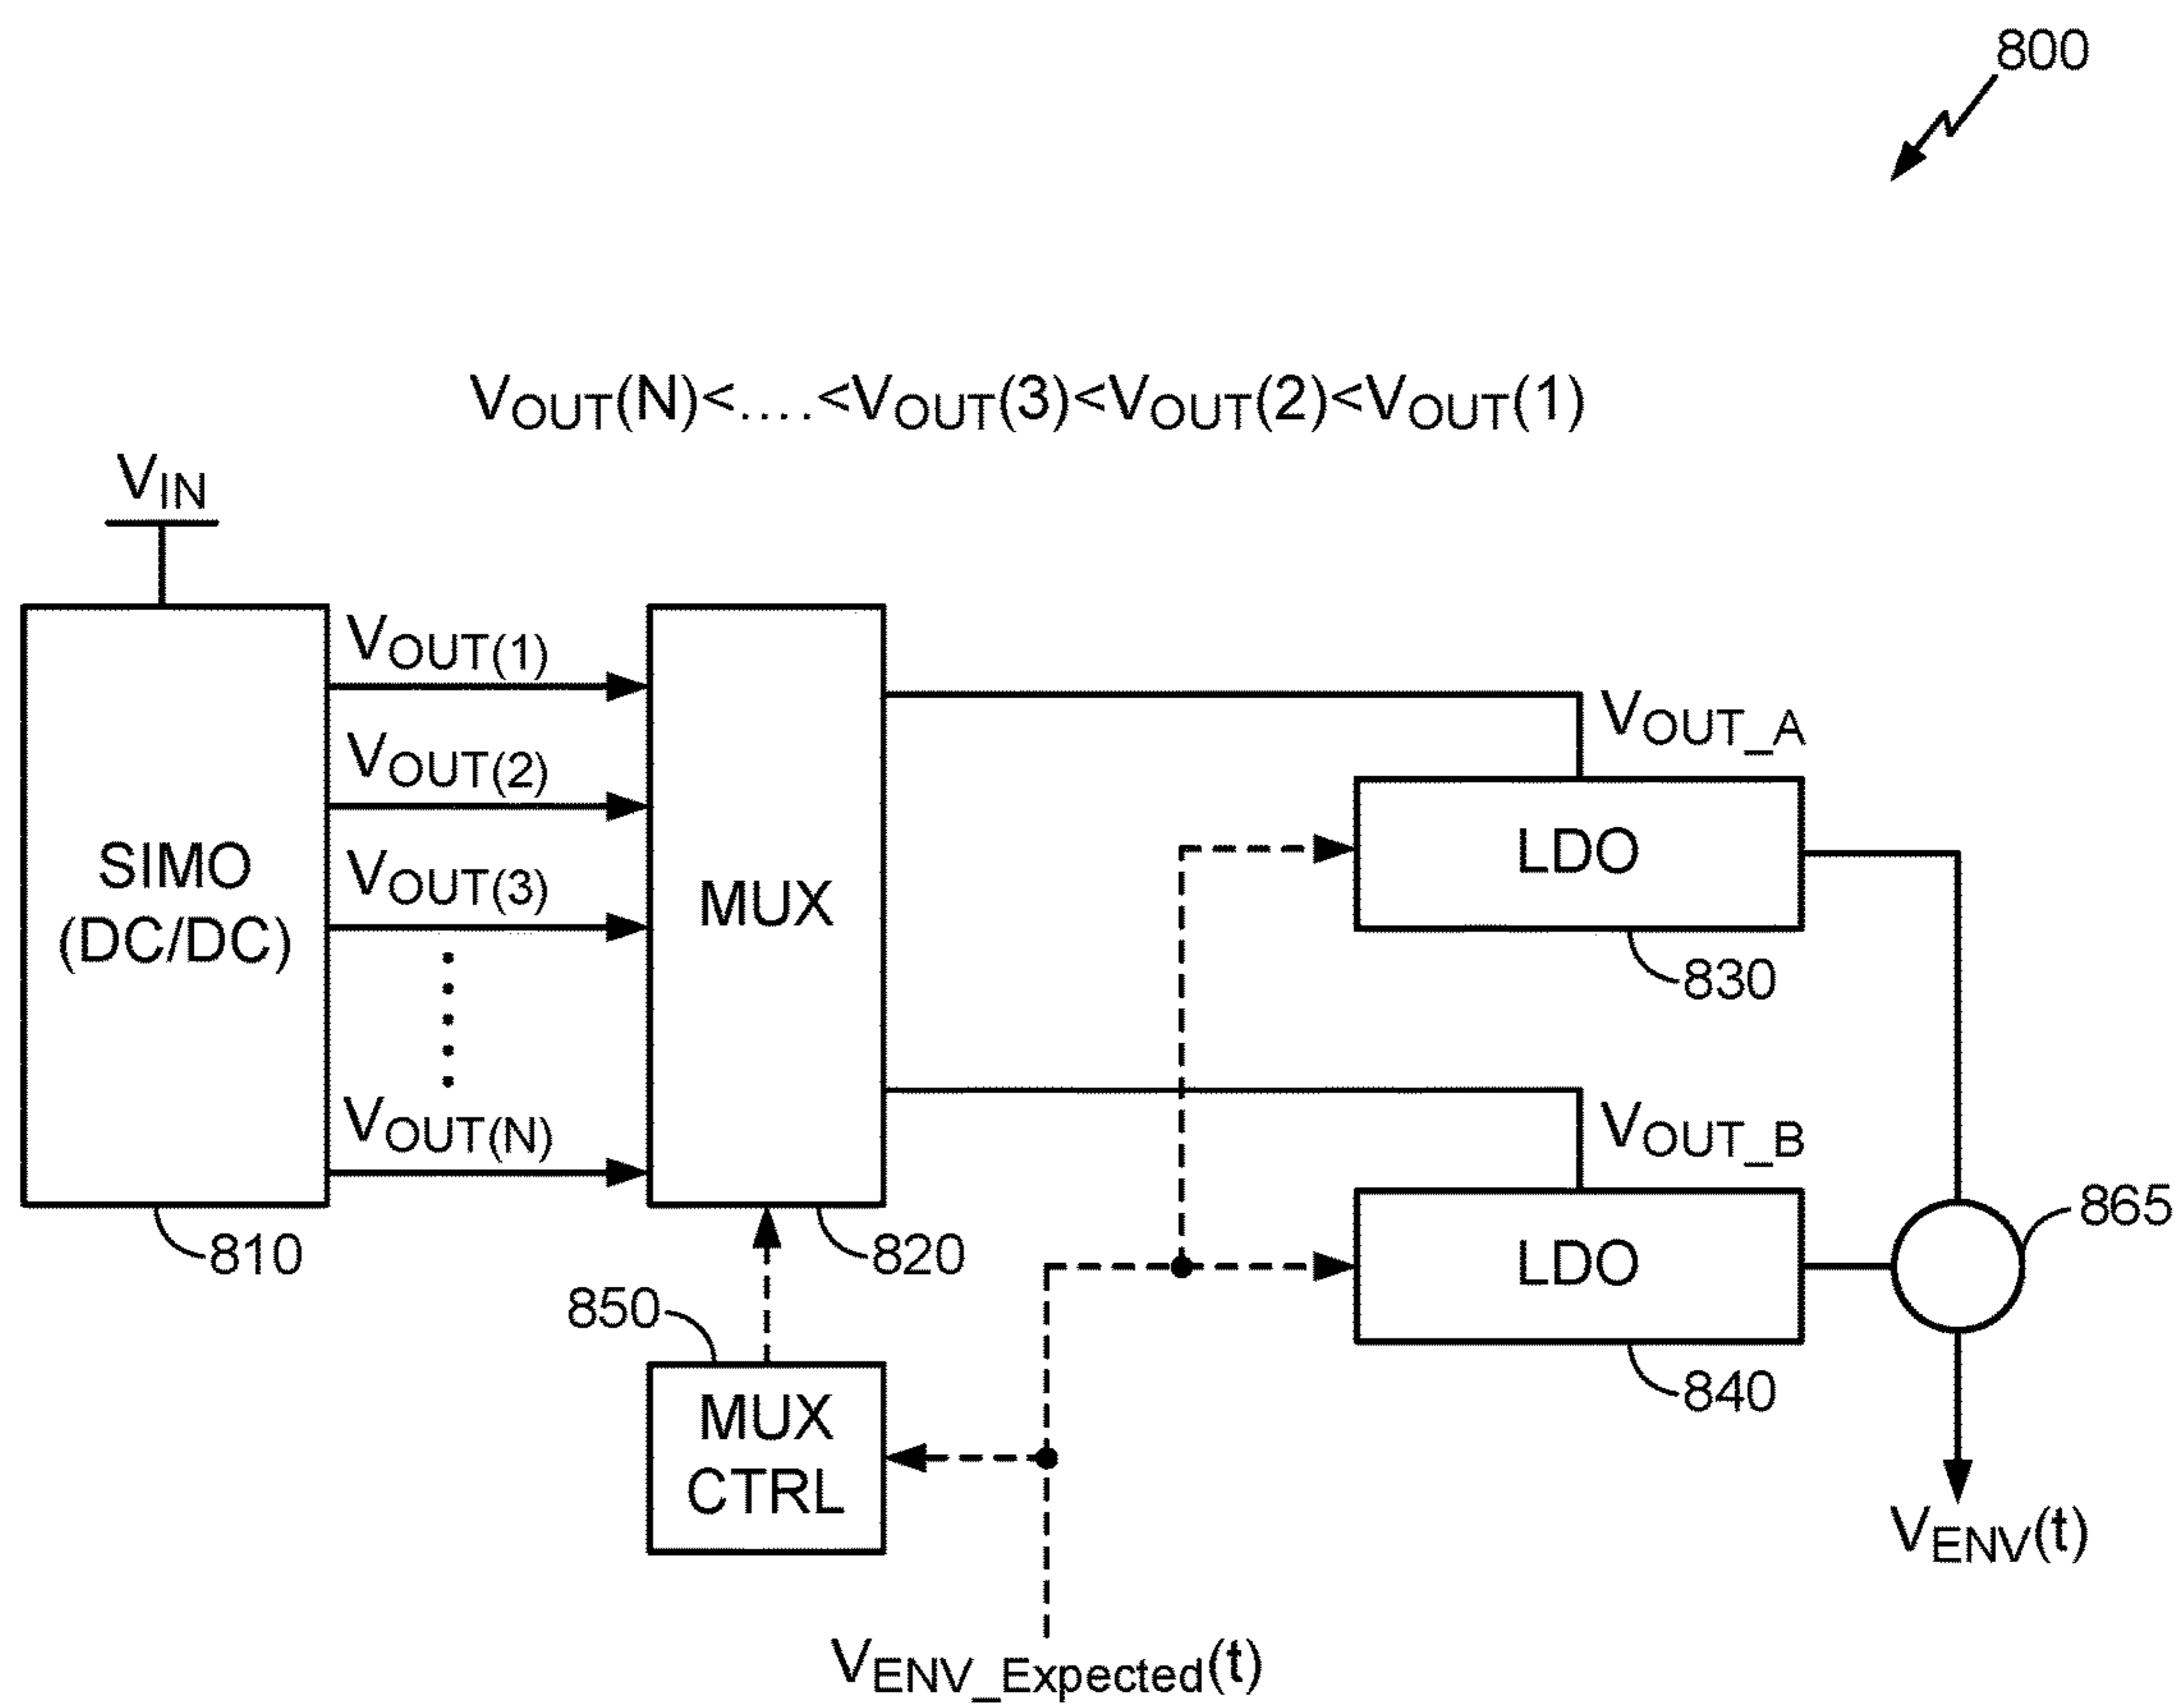 800
VOUT(N)<....<VOUT(3)<VOUT(2)<VOUT(1)
VIN
VOUT(1)
VOUT(2)
VOUT(3)
VOUT(N)
SIMO
(DC/DC)
810
MUX
820
VOUT_A
LDO
830
VOUT_B
LDO
840
865
850
MUX
CTRL
VENV(t)
VENV_Expected(t)